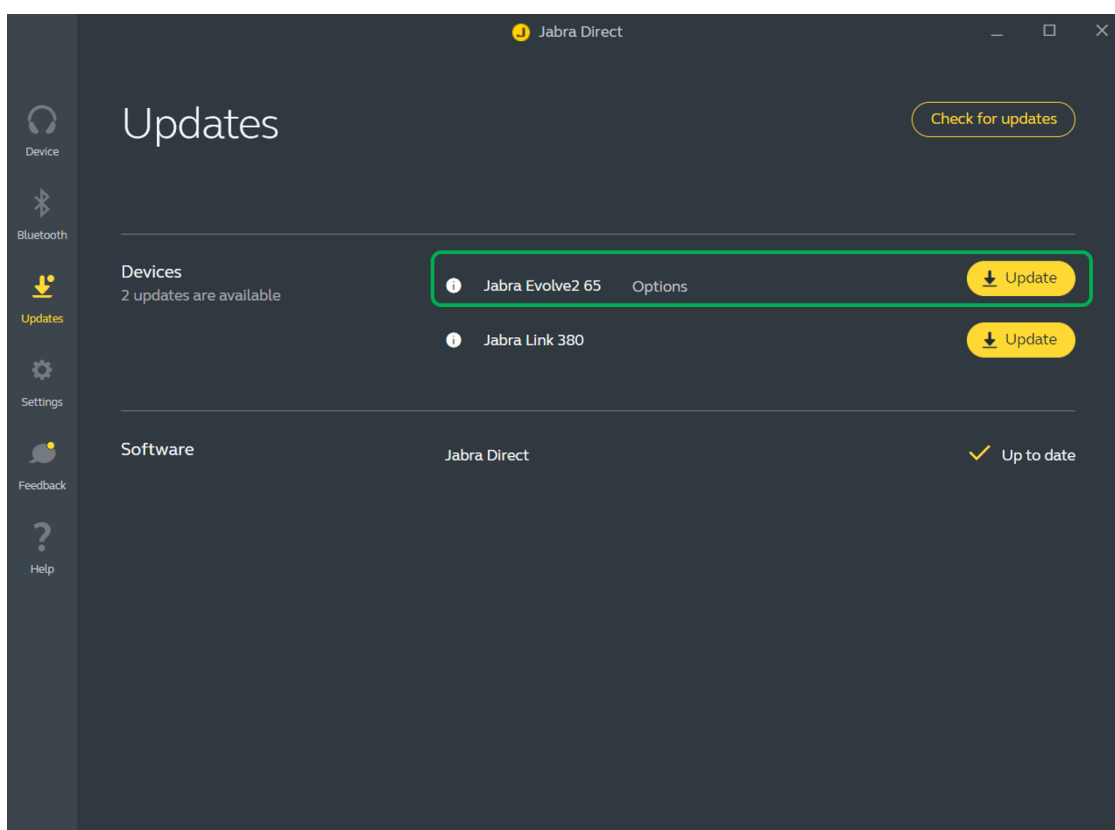 Jabra Direct
Device
Bluetooth
Updates
Settings
Feedback
Help
Updates
Check for updates
Devices
2 updates are available
Jabra Evolve2 65 Options Update
Jabra Link 380 Update
Software
Jabra Direct Up to date